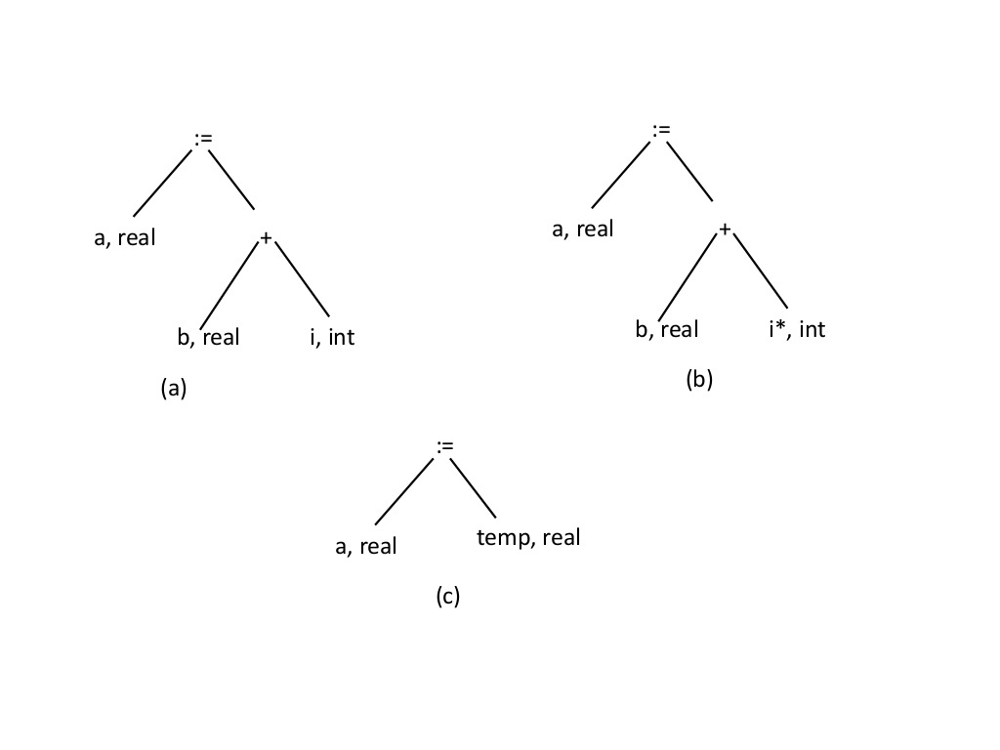 :=
a, real
+
b, real
i, int
(a)
:=
a, real
+
b, real
i*, int
(b)
:=
a, real
temp, real
(c)